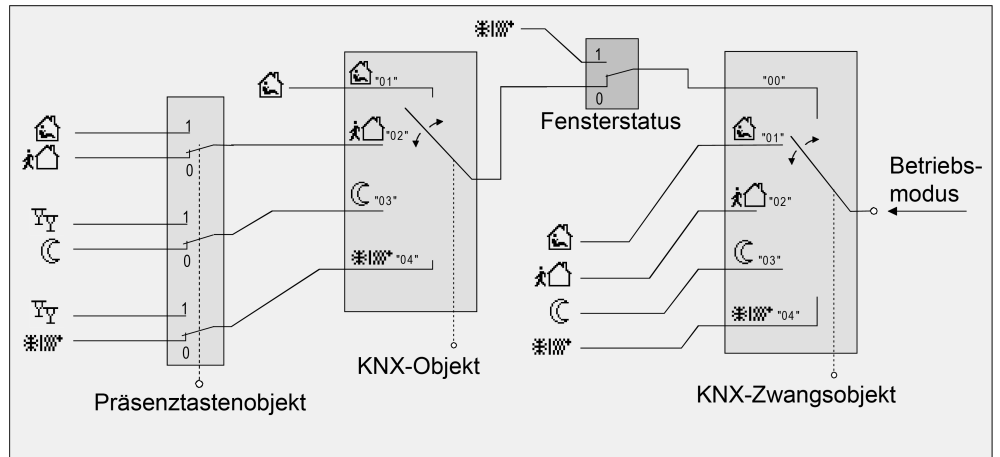 1
0
1
0
1
0
Präsenztastenobjekt
"01"
"02"
"03"
"04"
KNX-Objekt
1
0
Fensterstatus
"00"
"01"
"02"
"03"
"04"
KNX-Zwangsobjekt
Betriebs-
modus